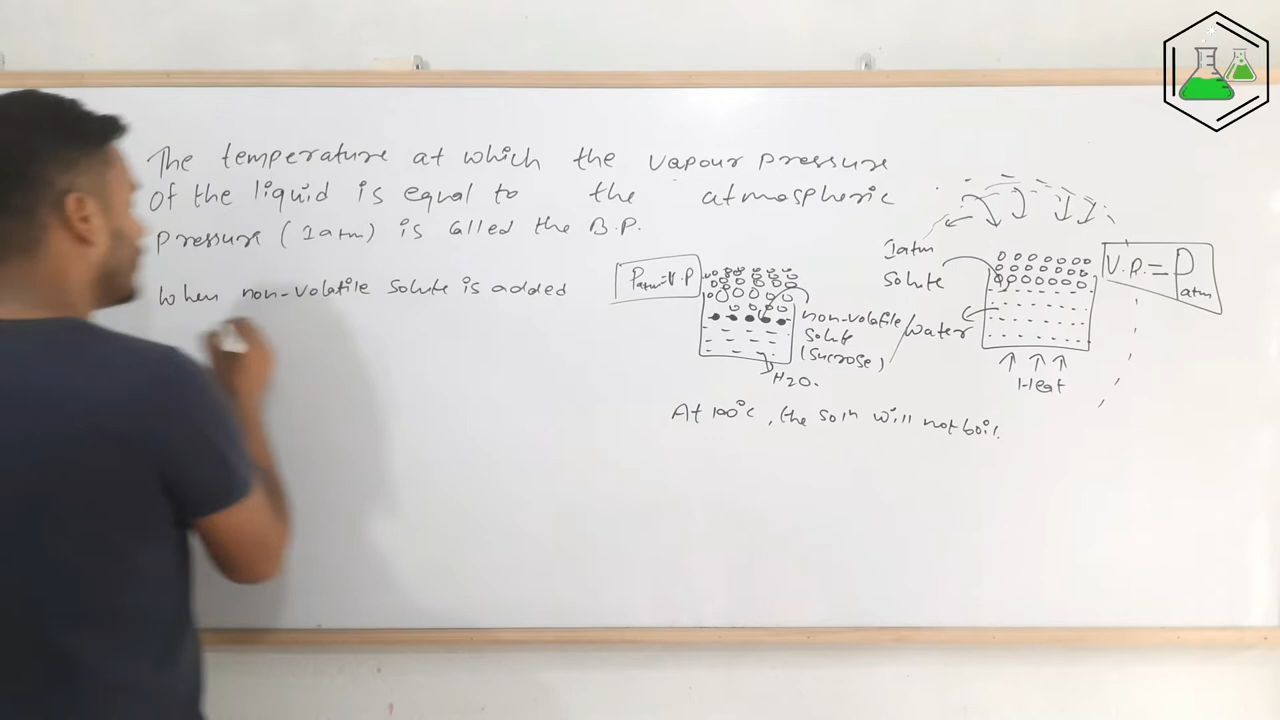 The temperature at which the vapour pressure
of the liquid is equal to the atmospheric
pressure (1atm) is called the B.P.
When non-volatile solute is added
Patm=V.P
non-volatile
solute
(sucrose)
H2O.
At 100°C, the soln will not boil.
1atm
solute
water
Heat
V.P. = P
atm